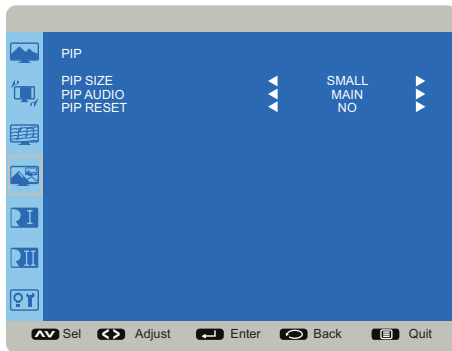 PIP
PIP SIZE SMALL
PIP AUDIO MAIN
PIP RESET NO
Sel Adjust Enter Back Quit